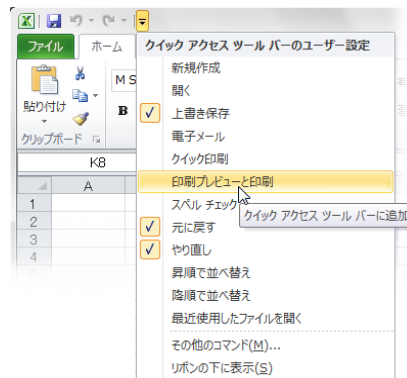 ファイル ホーム クイック アクセス ツール バーのユーザー設定
新規作成
開く
貼り付け
M S
B
上書き保存
電子メール
クリップボード
クイック印刷
K8
印刷プレビューと印刷
A
スペル チェック
クイック アクセス ツール バーに追加
1
2
元に戻す
3
やり直し
4
昇順で並べ替え
降順で並べ替え
最近使用したファイルを開く
その他のコマンド(M)...
リボンの下に表示(S)